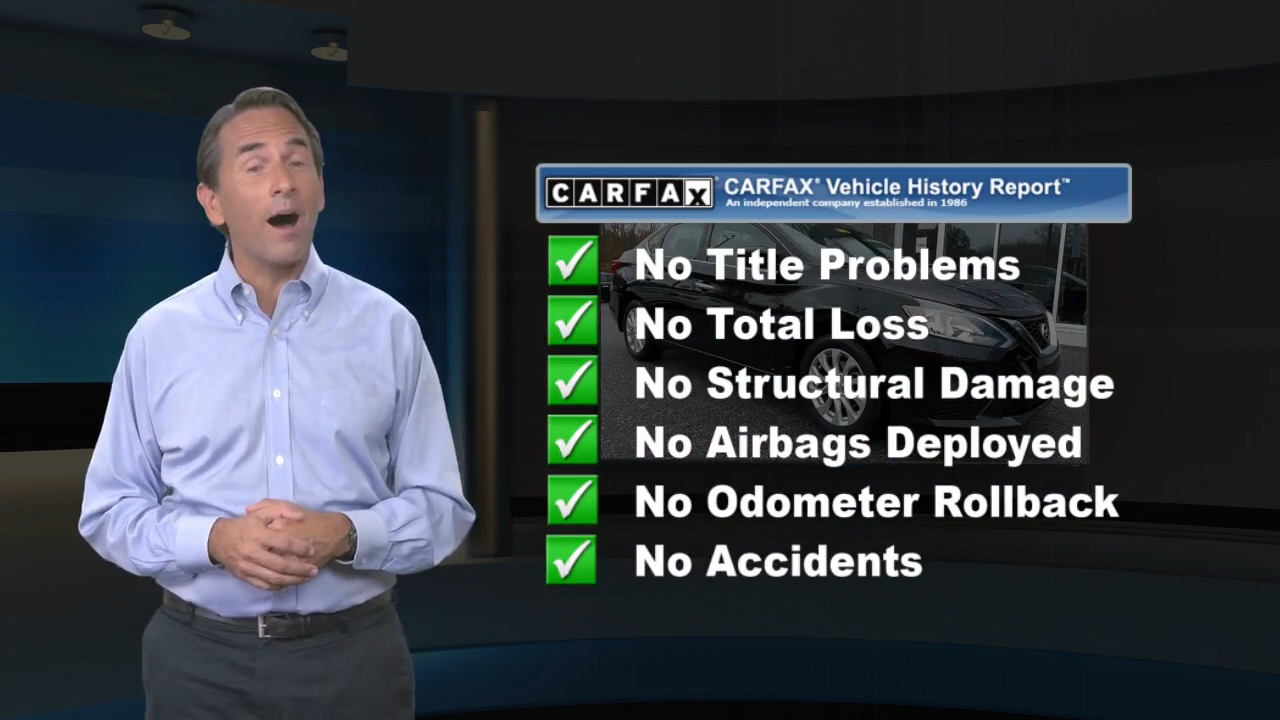 CARFAX® CARFAX® Vehicle History Report™
An independent company established in 1986
No Title Problems
No Total Loss
No Structural Damage
No Airbags Deployed
No Odometer Rollback
No Accidents